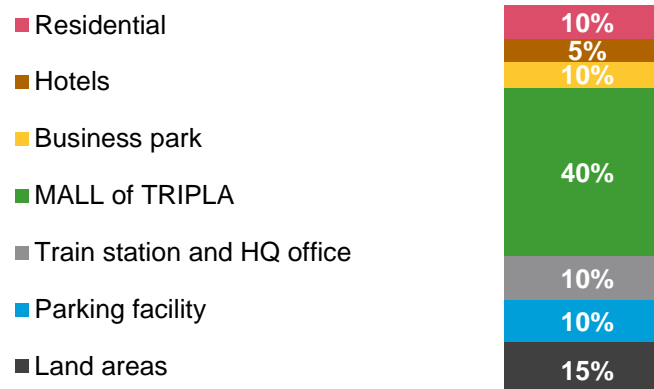 Residential
Hotels
Business park
MALL of TRIPLA
Train station and HQ office
Parking facility
Land areas
10%
5%
10%
40%
10%
10%
15%